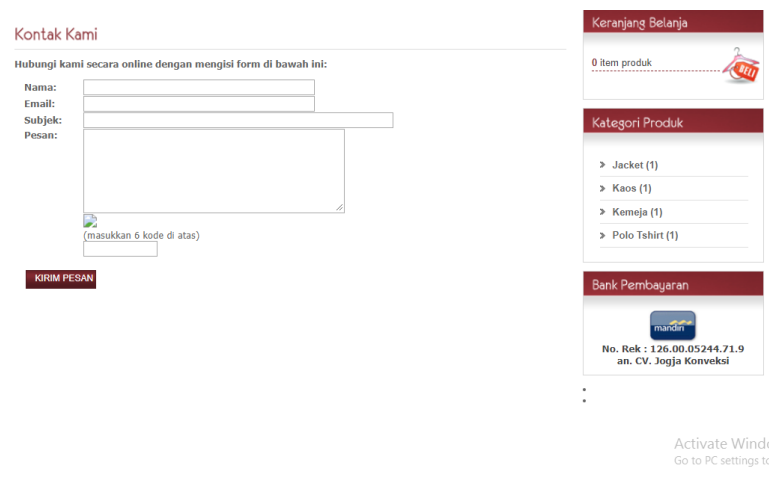 Kontak Kami
Hubungi kami secara online dengan mengisi form di bawah ini:
Nama:
Email:
Subjek:
Pesan:
(masukkan 6 kode di atas)
KIRIM PESAN
Keranjang Belanja
0 item produk
BELI
Kategori Produk
Jacket (1)
Kaos (1)
Kemeja (1)
Polo Tshirt (1)
Bank Pembayaran
mandiri
No. Rek : 126.00.05244.71.9
an. CV. Jogja Konveksi
Activate Windo
Go to PC settings to